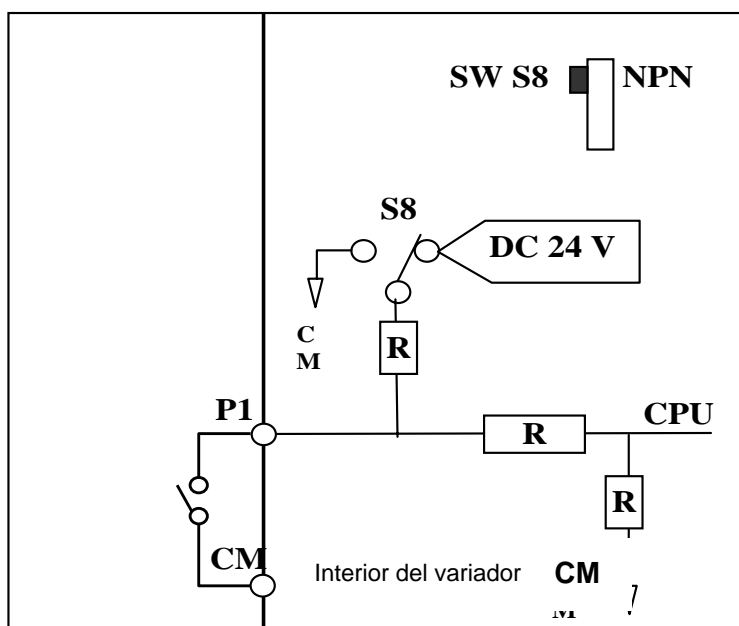 SW S8 NPN
S8
DC 24 V
C
M
R
P1
CPU
R
R
CM
Interior del variador CM
M